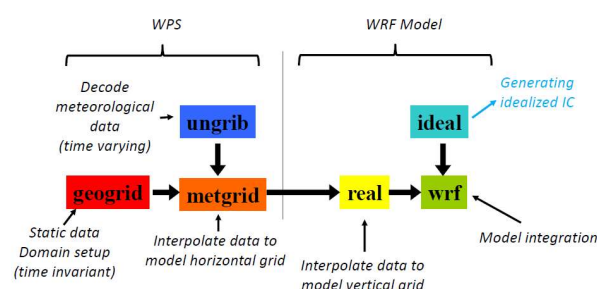 WPS
WRF Model
Decode
meteorological
data
(time varying)
ungrib
Generating
idealized IC
ideal
geogrid
metgrid
real
wrf
Static data
Domain setup
(time invariant)
Interpolate data to
model horizontal grid
Interpolate data to
model vertical grid
Model integration